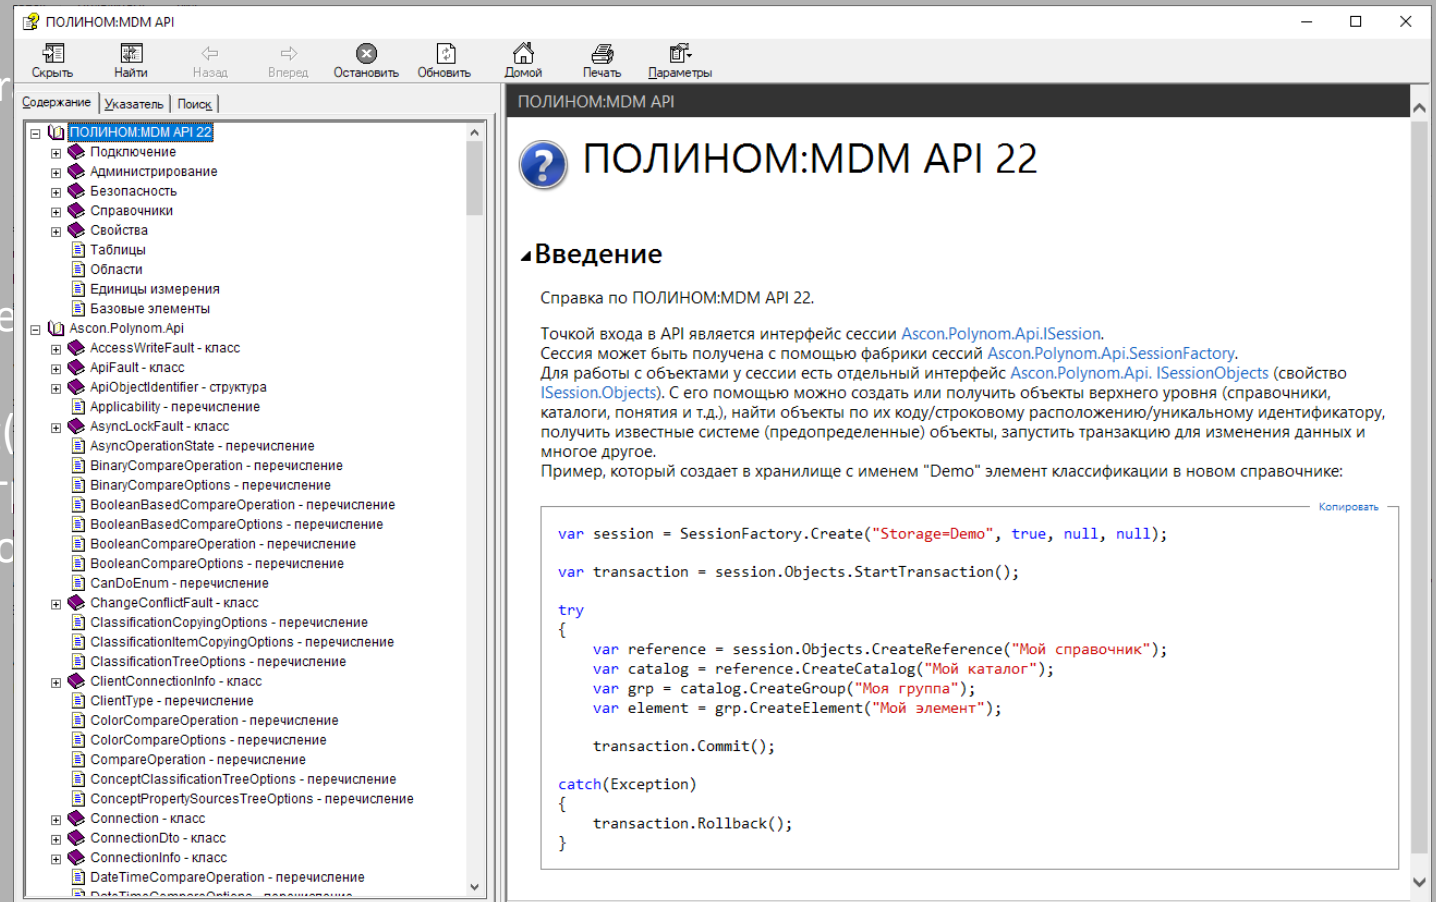 ПОЛИНОМ:MDM API
Скрыть Найти Назад Вперед Остановить Обновить Домой Печать Параметры
Содержание Указатель Поиск
ПОЛИНОМ:MDM API 22
Подключение
Администрирование
Безопасность
Справочники
Свойства
Таблицы
Области
Единицы измерения
Базовые элементы
Ascon.Polynom.Api
AccessWriteFault - класс
ApiFault - класс
ApiObjectIdentifier - структура
Applicability - перечисление
AsyncLockFault - класс
AsyncOperationState - перечисление
BinaryCompareOperation - перечисление
BinaryCompareOptions - перечисление
BooleanBasedCompareOperation - перечисление
BooleanBasedCompareOptions - перечисление
BooleanCompareOperation - перечисление
BooleanCompareOptions - перечисление
CanDoEnum - перечисление
ChangeConflictFault - класс
ClassificationCopyingOptions - перечисление
ClassificationItemCopyingOptions - перечисление
ClassificationTreeOptions - перечисление
ClientConnectionInfo - класс
ClientType - перечисление
ColorCompareOperation - перечисление
ColorCompareOptions - перечисление
CompareOperation - перечисление
ConceptClassificationTreeOptions - перечисление
ConceptPropertySourcesTreeOptions - перечисление
Connection - класс
ConnectionDto - класс
ConnectionInfo - класс
DateTimeCompareOperation - перечисление
DateTimeCompareOptions - перечисление
ПОЛИНОМ:MDM API
ПОЛИНОМ:MDM API 22
Введение
Справка по ПОЛИНОМ:MDM API 22.
Точкой входа в API является интерфейс сессии Ascon.Polynom.Api.ISession.
Сессия может быть получена с помощью фабрики сессий Ascon.Polynom.Api.SessionFactory.
Для работы с объектами у сессии есть отдельный интерфейс Ascon.Polynom.Api. ISessionObjects (свойство
ISession.Objects). С его помощью можно создать или получить объекты верхнего уровня (справочники,
каталоги, понятия и т.д.), найти объекты по их коду/строковому расположению/уникальному идентификатору,
получить известные системе (предопределенные) объекты, запустить транзакцию для изменения данных и
многое другое.
Пример, который создает в хранилище с именем "Demo" элемент классификации в новом справочнике:
Копировать
var session = SessionFactory.Create("Storage=Demo", true, null, null);
var transaction = session.Objects.StartTransaction();
try
{
var reference = session.Objects.CreateReference("Мой справочник");
var catalog = reference.CreateCatalog("Мой каталог");
var grp = catalog.CreateGroup("Моя группа");
var element = grp.CreateElement("Мой элемент");
transaction.Commit();
catch(Exception)
{
transaction.Rollback();
}